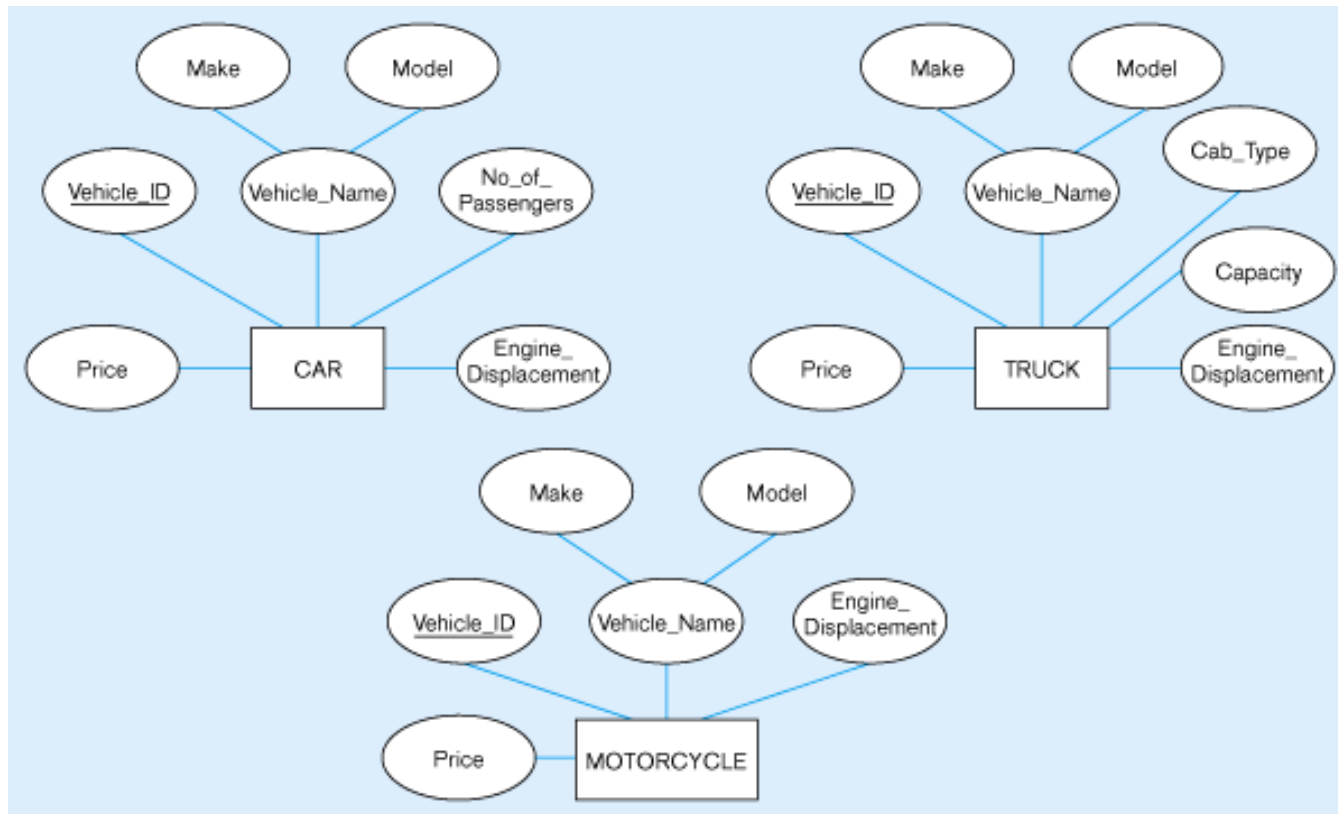 Make
Model
Vehicle_ID
Vehicle_Name
No_of_
Passengers
Price
CAR
Engine_
Displacement
Make
Model
Cab_Type
Vehicle_ID
Vehicle_Name
Capacity
Price
TRUCK
Engine_
Displacement
Make
Model
Vehicle_ID
Vehicle_Name
Engine_
Displacement
Price
MOTORCYCLE